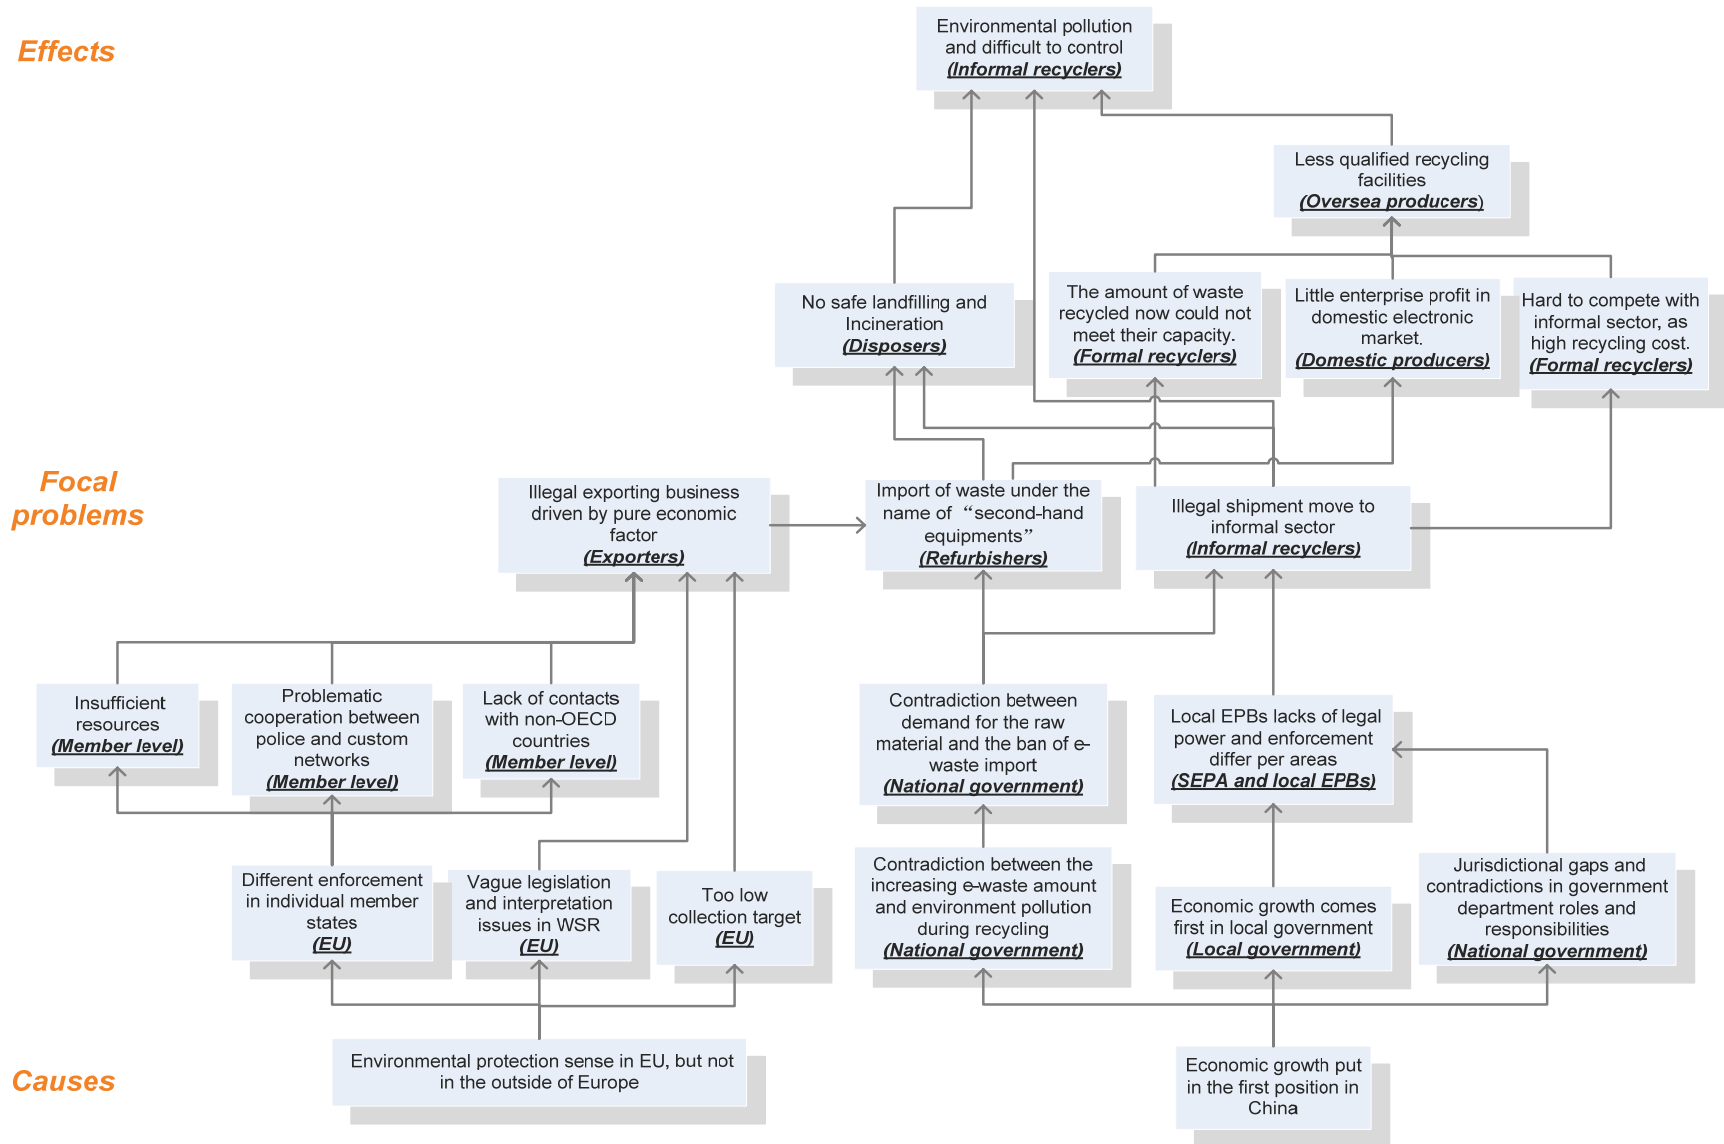 Effects
Environmental pollution
and difficult to control
(Informal recyclers)
Less qualified recycling
facilities
(Oversea producers)
No safe landfilling and
Incineration
(Disposers)
The amount of waste
recycled now could not
meet their capacity.
(Formal recyclers)
Little enterprise profit in
domestic electronic
market.
(Domestic producers)
Hard to compete with
informal sector, as
high recycling cost.
(Formal recyclers)
Focal
problems
Illegal exporting business
driven by pure economic
factor
(Exporters)
Import of waste under the
name of “second-hand
equipments”
(Refurbishers)
Illegal shipment move to
informal sector
(Informal recyclers)
Insufficient
resources
(Member level)
Problematic
cooperation between
police and custom
networks
(Member level)
Lack of contacts
with non-OECD
countries
(Member level)
Contradiction between
demand for the raw
material and the ban of e-
waste import
(National government)
Local EPBs lacks of legal
power and enforcement
differ per areas
(SEPA and local EPBs)
Different enforcement
in individual member
states
(EU)
Vague legislation
and interpretation
issues in WSR
(EU)
Too low
collection target
(EU)
Contradiction between the
increasing e-waste amount
and environment pollution
during recycling
(National government)
Economic growth comes
first in local government
(Local government)
Jurisdictional gaps and
contradictions in government
department roles and
responsibilities
(National government)
Causes
Environmental protection sense in EU, but not
in the outside of Europe
Economic growth put
in the first position in
China